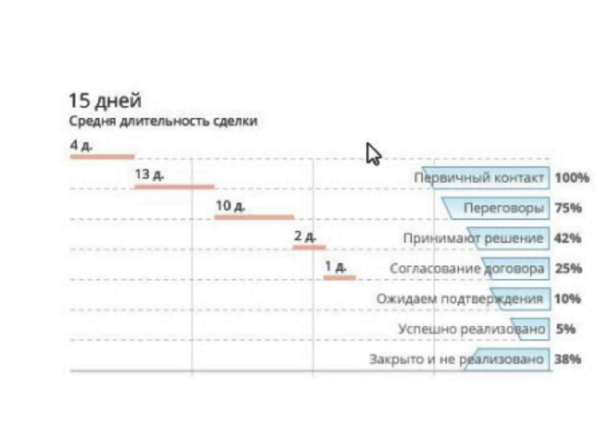 15 дней
Средня длительность сделки
4 д.
13 д.
10 д.
2 д.
1 д.
Первичный контакт 100%
Переговоры 75%
Принимают решение 42%
Согласование договора 25%
Ожидаем подтверждения 10%
Успешно реализовано 5%
Закрыто и не реализовано 38%